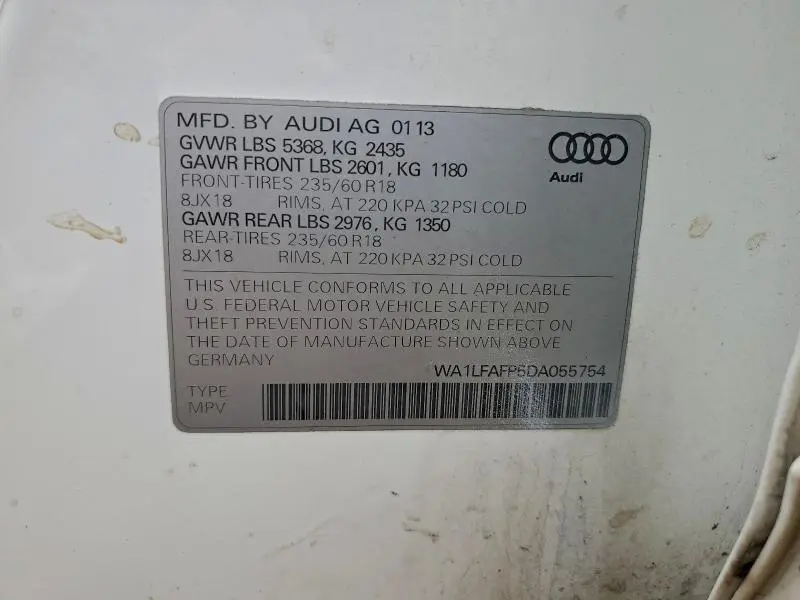 MFD. BY AUDI AG 01 13
GVWR LBS 5368, KG 2435
GAWR FRONT LBS 2601, KG 1180
FRONT-TIRES 235/60 R18
8JX18 RIMS, AT 220 KPA 32 PSI COLD
GAWR REAR LBS 2976, KG 1350
REAR-TIRES 235/60 R18
8JX18 RIMS, AT 220 KPA 32 PSI COLD
Audi
THIS VEHICLE CONFORMS TO ALL APPLICABLE
U.S. FEDERAL MOTOR VEHICLE SAFETY AND
THEFT PREVENTION STANDARDS IN EFFECT ON
THE DATE OF MANUFACTURE SHOWN ABOVE
GERMANY
WA1LFAFP5DA055754
TYPE
MPV